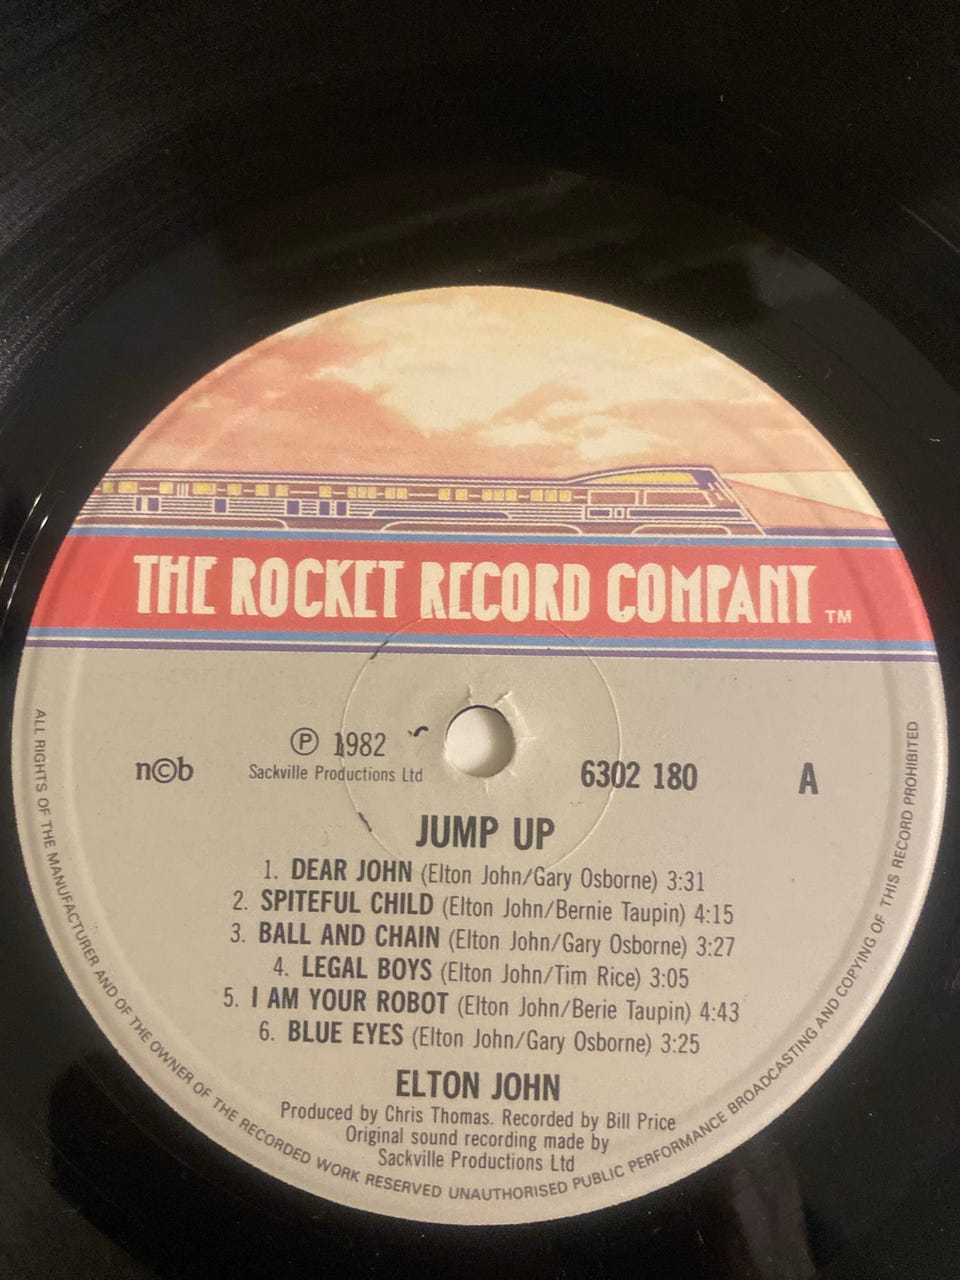 THE ROCKET RECORD COMPANY TM
℗ 1982
Sackville Productions Ltd
n©b
6302 180
A
JUMP UP
1. DEAR JOHN (Elton John/Gary Osborne) 3:31
2. SPITEFUL CHILD (Elton John/Bernie Taupin) 4:15
3. BALL AND CHAIN (Elton John/Gary Osborne) 3:27
4. LEGAL BOYS (Elton John/Tim Rice) 3:05
5. I AM YOUR ROBOT (Elton John/Berie Taupin) 4:43
6. BLUE EYES (Elton John/Gary Osborne) 3:25
ELTON JOHN
Produced by Chris Thomas. Recorded by Bill Price
Original sound recording made by
Sackville Productions Ltd
ALL RIGHTS OF THE MANUFACTURER AND OF THE OWNER OF THE RECORDED WORK RESERVED UNAUTHORISED PUBLIC PERFORMANCE BROADCASTING AND COPYING OF THIS RECORD PROHIBITED